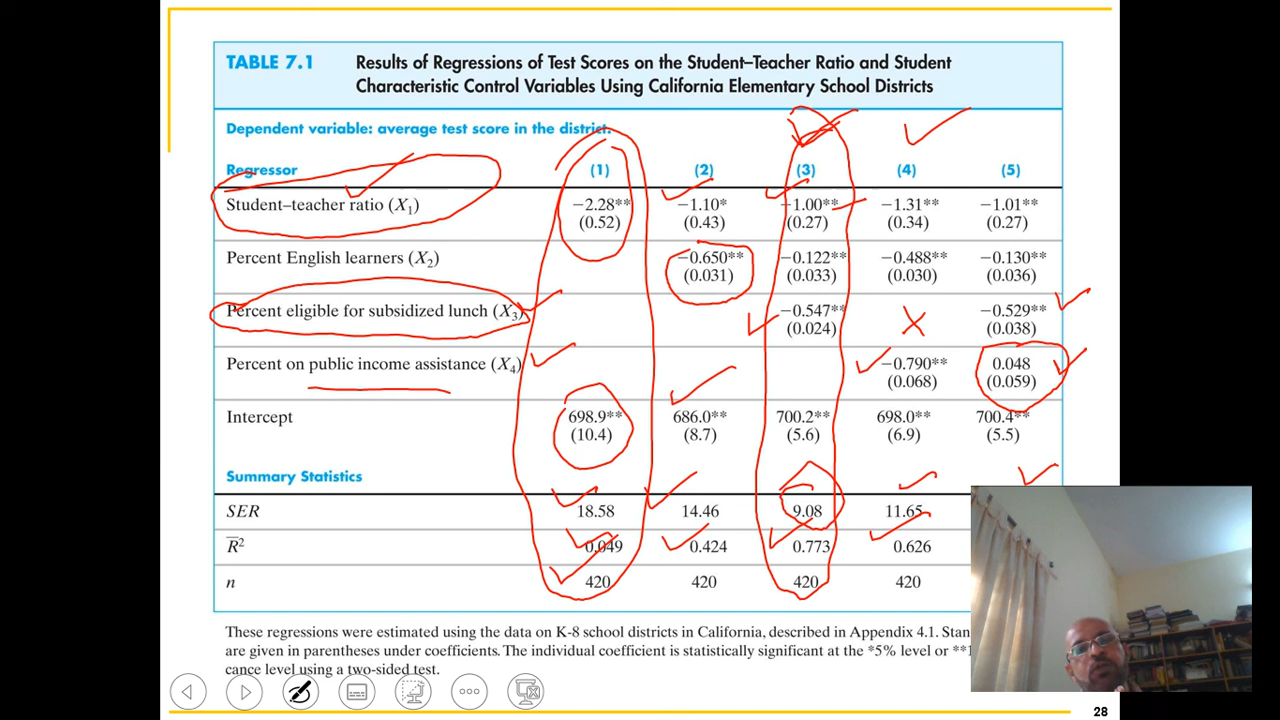 TABLE 7.1 Results of Regressions of Test Scores on the Student–Teacher Ratio and Student
Characteristic Control Variables Using California Elementary School Districts
Dependent variable: average test score in the district.
Regressor (1) (2) (3) (4) (5)
Student–teacher ratio (X1) −2.28** −1.10* −1.00** −1.31** −1.01**
(0.52) (0.43) (0.27) (0.34) (0.27)
Percent English learners (X2) −0.650** −0.122** −0.488** −0.130**
(0.031) (0.033) (0.030) (0.036)
Percent eligible for subsidized lunch (X3) −0.547** −0.529**
(0.024) (0.038)
Percent on public income assistance (X4) −0.790** 0.048
(0.068) (0.059)
Intercept 698.9** 686.0** 700.2** 698.0** 700.4**
(10.4) (8.7) (5.6) (6.9) (5.5)
Summary Statistics
SER 18.58 14.46 9.08 11.65
R̅2 0.049 0.424 0.773 0.626
n 420 420 420 420
These regressions were estimated using the data on K-8 school districts in California, described in Appendix 4.1. Stan
are given in parentheses under coefficients. The individual coefficient is statistically significant at the *5% level or **1
cance level using a two-sided test.
28